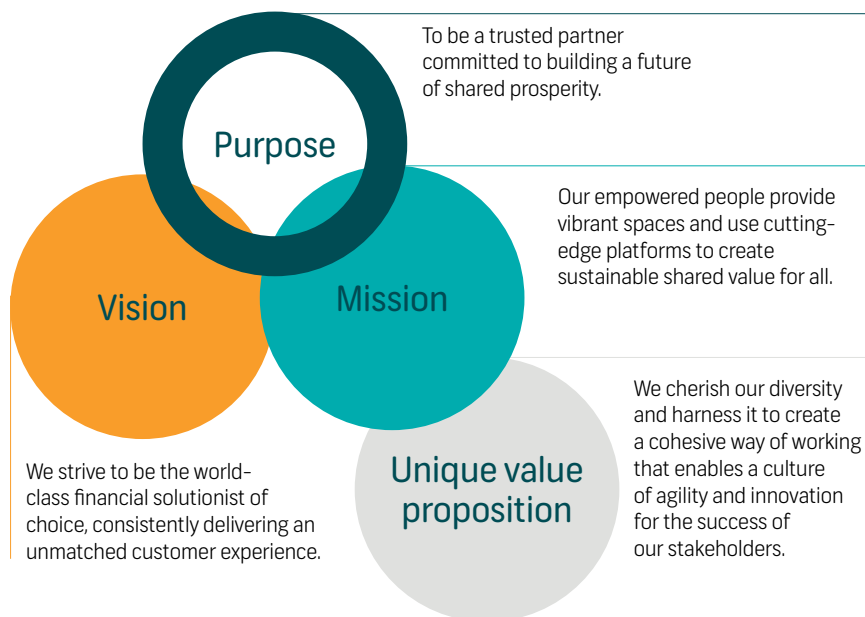 Purpose
To be a trusted partner
committed to building a future
of shared prosperity.
Mission
Our empowered people provide
vibrant spaces and use cutting-
edge platforms to create
sustainable shared value for all.
Vision
We strive to be the world-
class financial solutionist of
choice, consistently delivering an
unmatched customer experience.
Unique value
proposition
We cherish our diversity
and harness it to create
a cohesive way of working
that enables a culture
of agility and innovation
for the success of
our stakeholders.